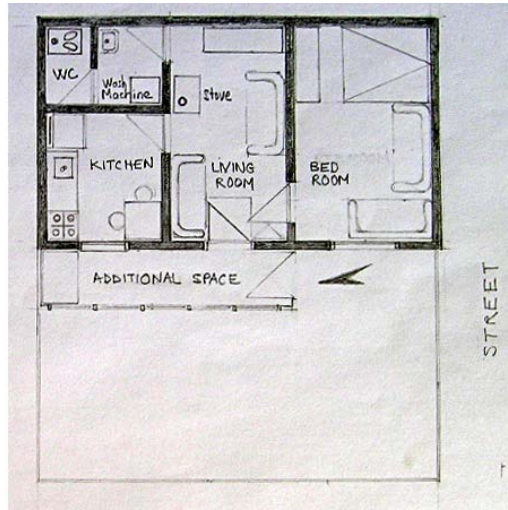 WC
Wash
Machine
Stove
KITCHEN
LIVING
ROOM
BED
ROOM
ADDITIONAL SPACE
STREET